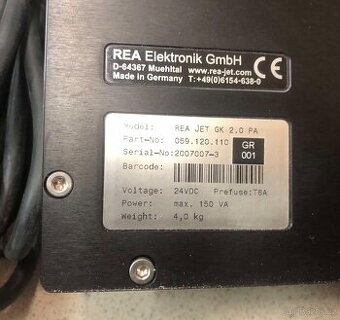 REA Elektronik GmbH
D-64367 Muehltal www.rea-jet.com
Made in Germany T+49(0)6154-638-0
CE
Model: REA JET GK 2.0 PA
Part-No: 059.120.110
GR
001
Serial-No: 2007007-3
Barcode:
Voltage: 24VDC Prefuse: T6A
Power: max. 150 VA
Weight: 4,0 kg